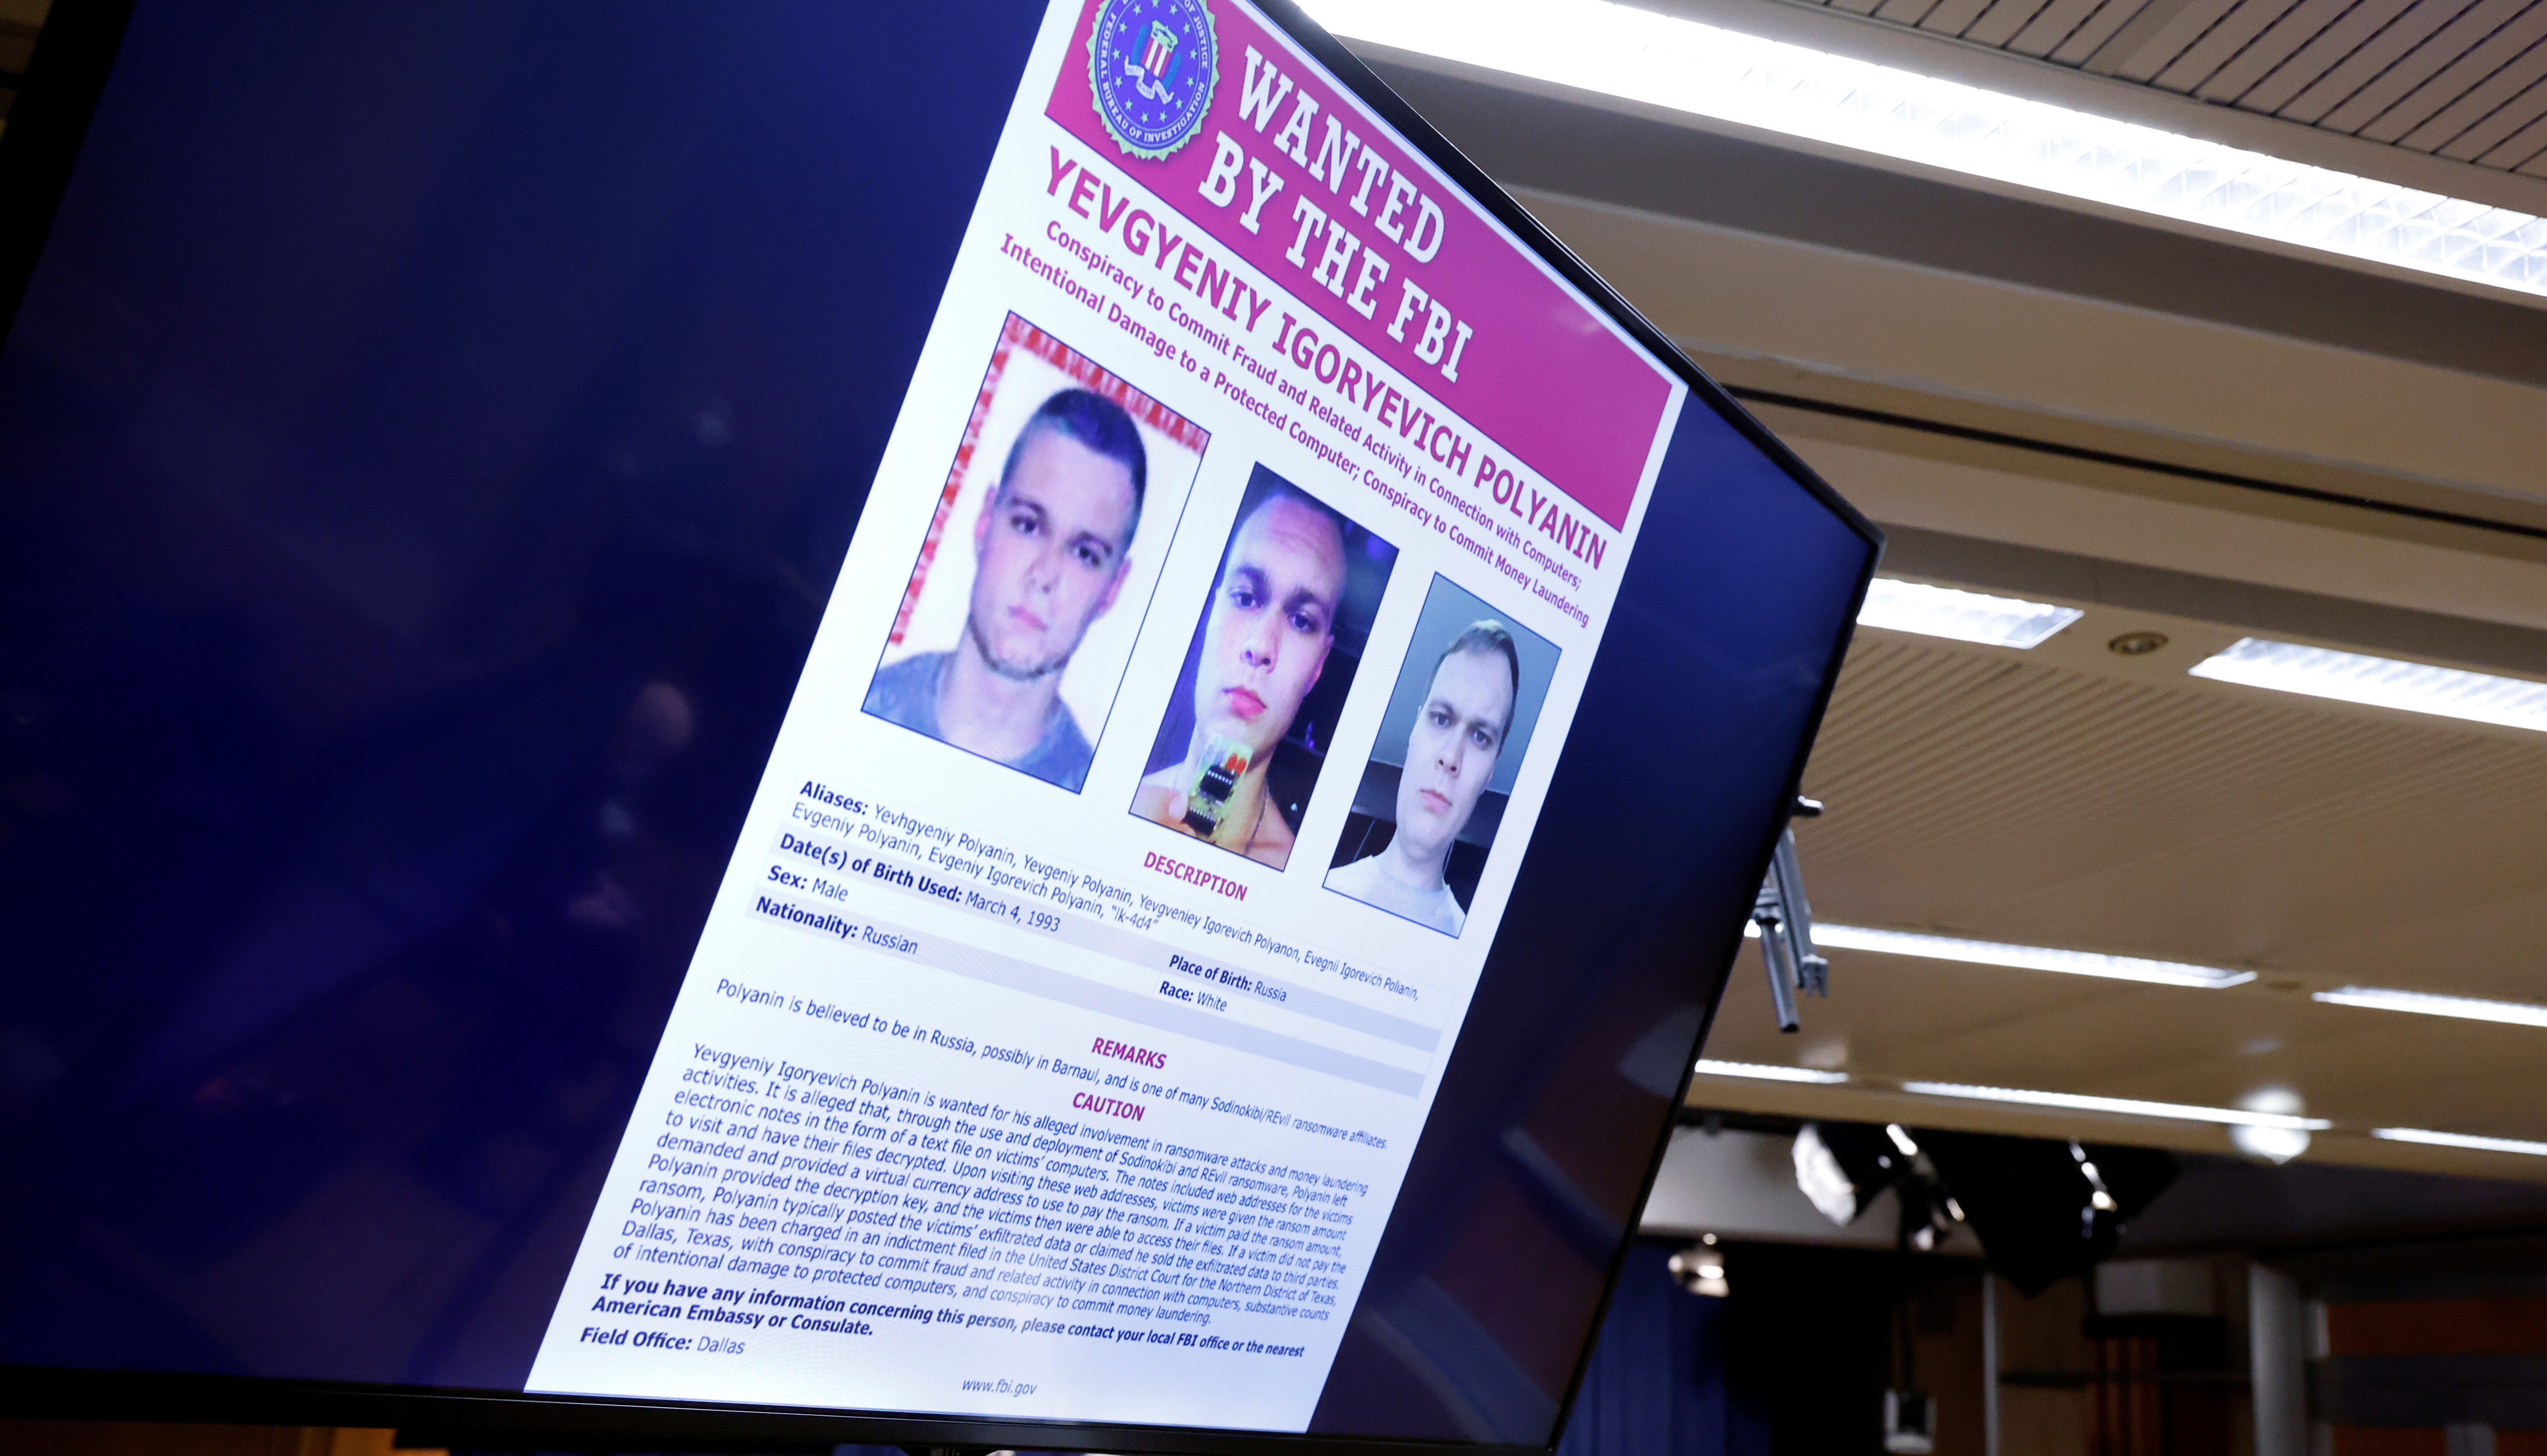 DEPARTMENT OF JUSTICE
FEDERAL BUREAU OF INVESTIGATION
WANTED
BY THE FBI
YEVGYENIY IGORYEVICH POLYANIN
Conspiracy to Commit Fraud and Related Activity in Connection with Computers;
Intentional Damage to a Protected Computer; Conspiracy to Commit Money Laundering
DESCRIPTION
Aliases: Yevhgyeniy Polyanin, Yevgeniy Polyanin, Yevgveniey Igorevich Polyanon, Evegnii Igorevich Polianin,
Evgeniy Polyanin, Evgeniy Igorevich Polyanin, "lk-4d4"
Date(s) of Birth Used: March 4, 1993
Place of Birth: Russia
Sex: Male
Race: White
Nationality: Russian
REMARKS
Polyanin is believed to be in Russia, possibly in Barnaul, and is one of many Sodinokibi/REvil ransomware affiliates.
CAUTION
Yevgyeniy Igoryevich Polyanin is wanted for his alleged involvement in ransomware attacks and money laundering
activities. It is alleged that, through the use and deployment of Sodinokibi and REvil ransomware, Polyanin left
electronic notes in the form of a text file on victims' computers. The notes included web addresses for the victims
to visit and have their files decrypted. Upon visiting these web addresses, victims were given the ransom amount
demanded and provided a virtual currency address to use to pay the ransom. If a victim paid the ransom amount,
Polyanin provided the decryption key, and the victims then were able to access their files. If a victim did not pay the
ransom, Polyanin typically posted the victims' exfiltrated data or claimed he sold the exfiltrated data to third parties.
Polyanin has been charged in an indictment filed in the United States District Court for the Northern District of Texas,
Dallas, Texas, with conspiracy to commit fraud and related activity in connection with computers, substantive counts
of intentional damage to protected computers, and conspiracy to commit money laundering.
If you have any information concerning this person, please contact your local FBI office or the nearest
American Embassy or Consulate.
Field Office: Dallas
www.fbi.gov